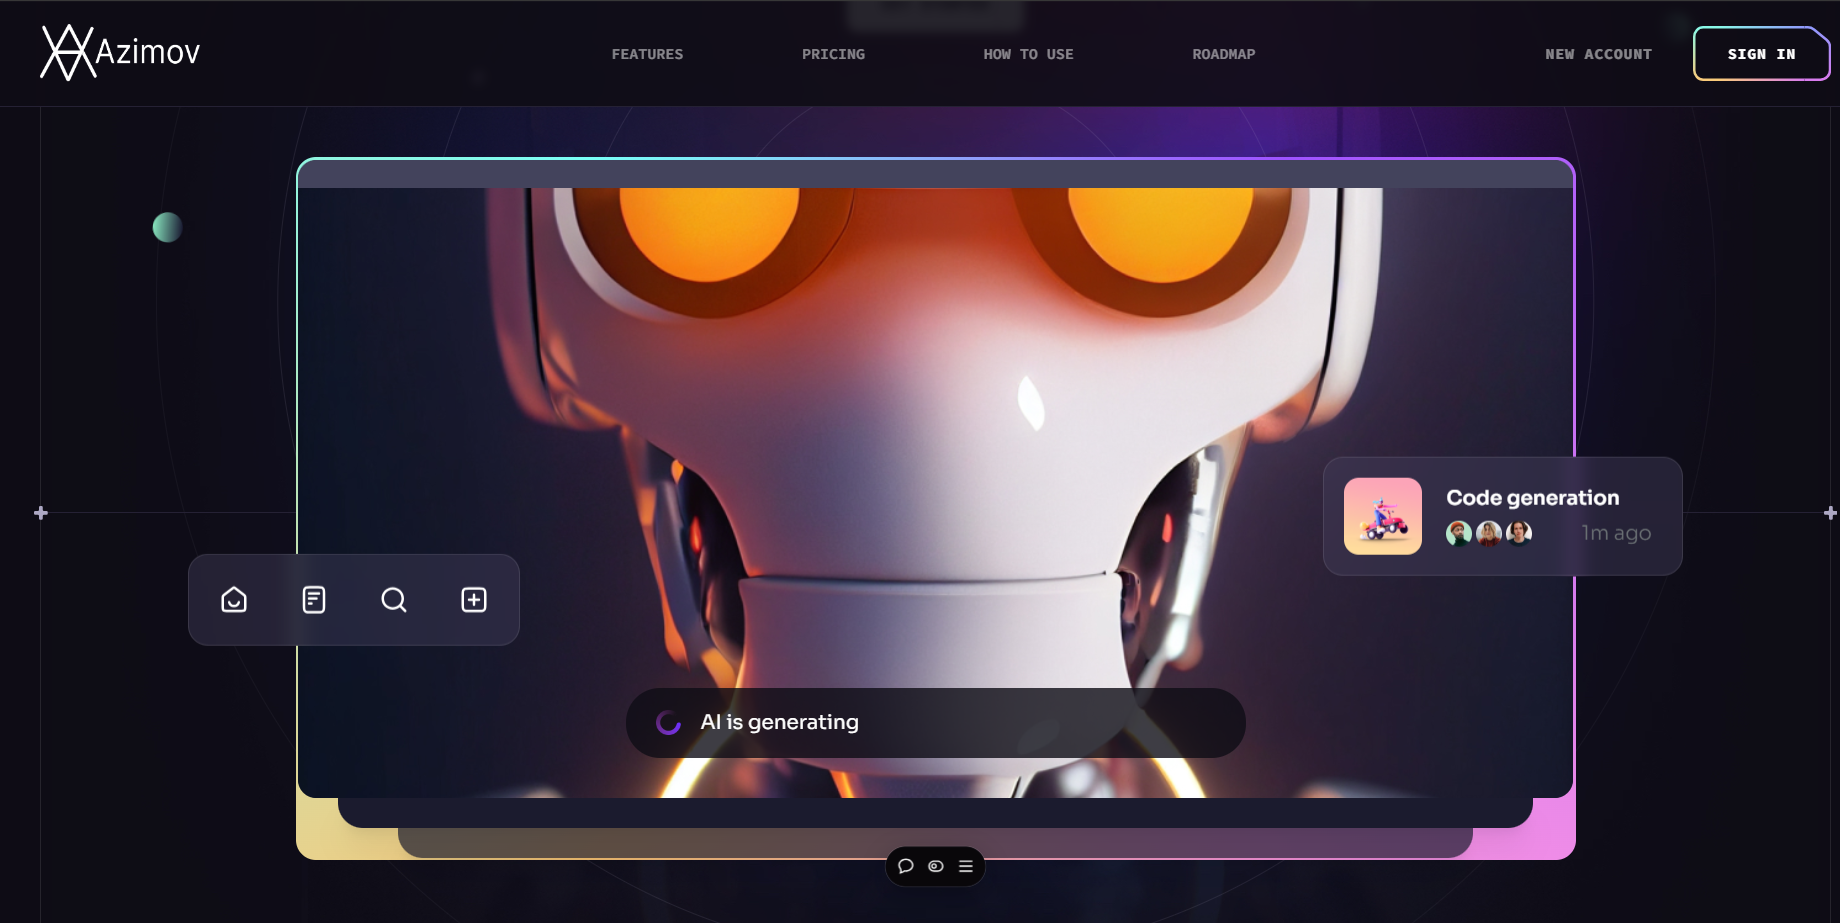 Azimov
FEATURES
PRICING
HOW TO USE
ROADMAP
NEW ACCOUNT
SIGN IN
Code generation
1m ago
AI is generating